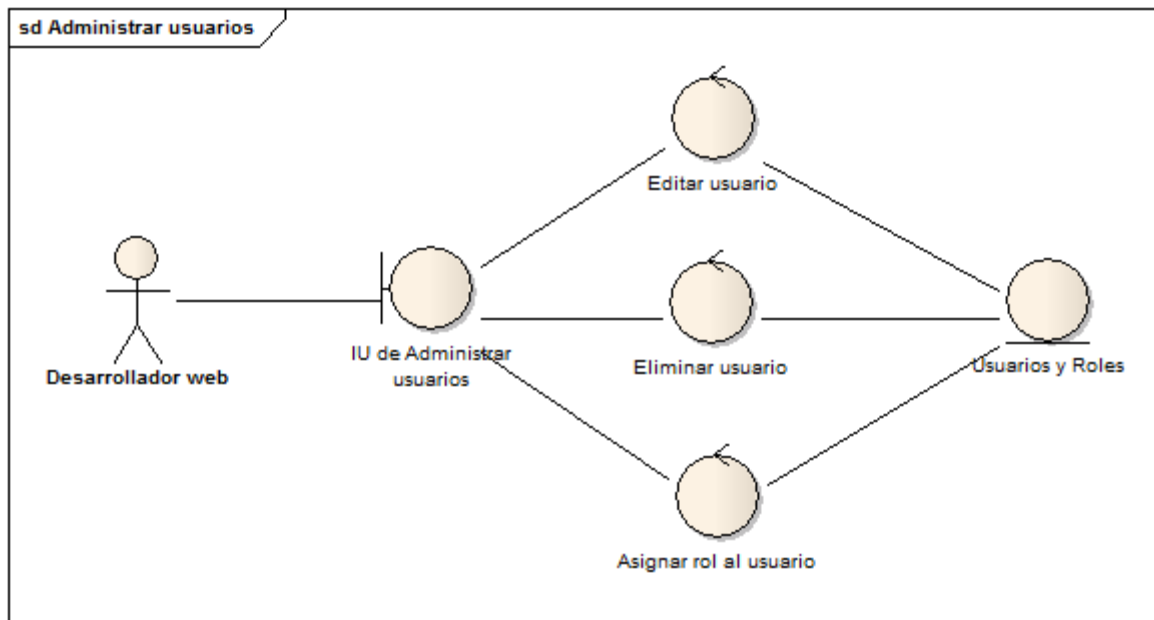 sd Administrar usuarios
Editar usuario
Desarrollador web
IU de Administrar
usuarios
Eliminar usuario
Usuarios y Roles
Asignar rol al usuario